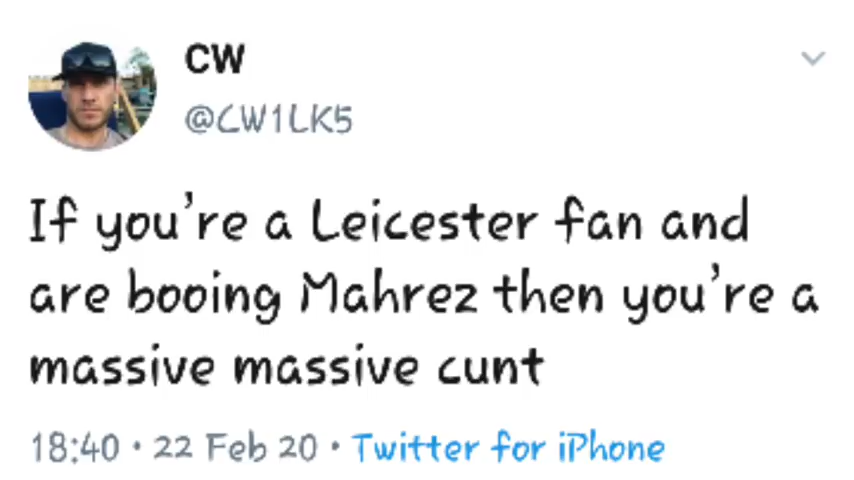 CW
@CW1LK5
If you're a Leicester fan and
are booing Mahrez then you're a
massive massive cunt
18:40 • 22 Feb 20 • Twitter for iPhone